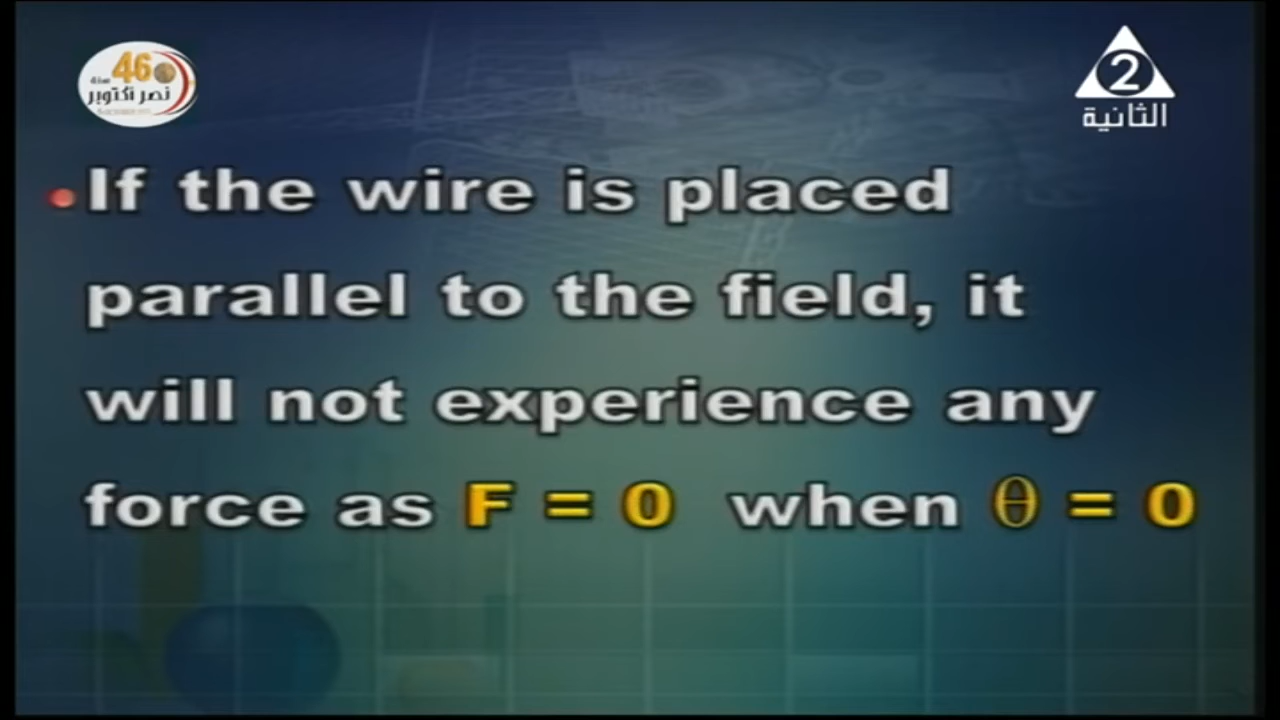 46 سنة
نصر أكتوبر
2
الثانية
If the wire is placed
parallel to the field, it
will not experience any
force as F = 0 when θ = 0